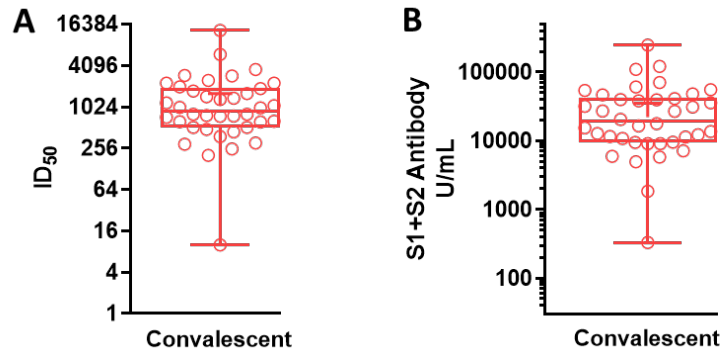 A
16384
4096
1024
256
64
16
4
1
ID50
Convalescent
B
100000
10000
1000
100
S1+S2 Antibody
U/mL
Convalescent